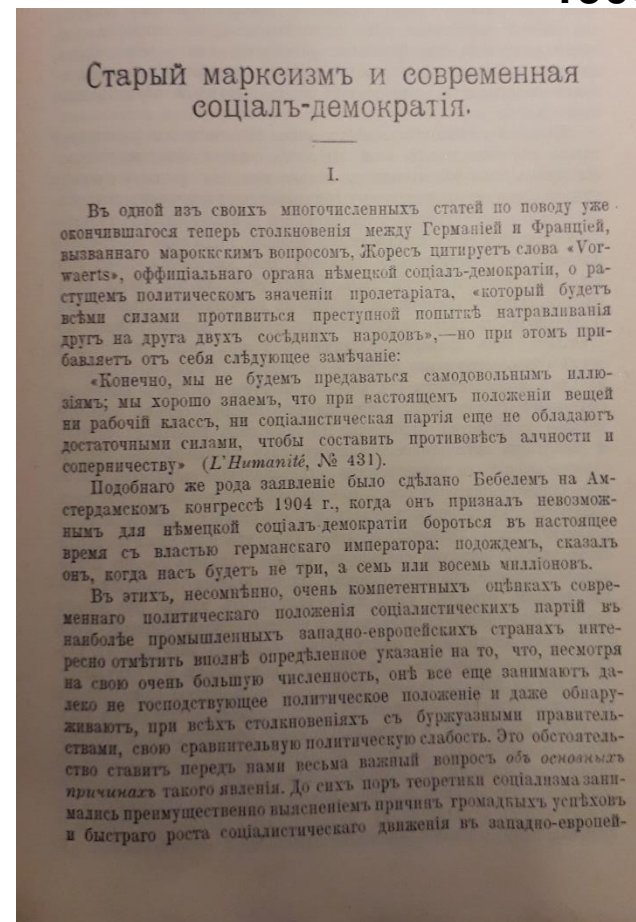 Старый марксизмъ и современная
соціалъ-демократія.
I.
Въ одной изъ своихъ многочисленныхъ статей по поводу уже
окончившагося теперь столкновенія между Германіей и Франціей,
вызваннаго мароккскимъ вопросомъ, Жоресъ цитируетъ слова «Vor-
waerts», оффиціальнаго органа нѣмецкой соціалъ-демократіи, о ра-
стущемъ политическомъ значеніи пролетаріата, «который будетъ
всѣми силами противиться преступной попыткѣ натравливанія
другъ на друга двухъ сосѣднихъ народовъ»,—но при этомъ при-
бавляетъ отъ себя слѣдующее замѣчаніе:
«Конечно, мы не будемъ предаваться самодовольнымъ иллю-
зіямъ; мы хорошо знаемъ, что при настоящемъ положеніи вещей
ни рабочій классъ, ни соціалистическая партія еще не обладаютъ
достаточными силами, чтобы составить противовѣсъ алчности и
соперничеству» (L'Humanité, № 431).
Подобнаго же рода заявленіе было сдѣлано Бебелемъ на Ам-
стердамскомъ конгрессѣ 1904 г., когда онъ призналъ невозмож-
нымъ для нѣмецкой соціалъ-демократіи бороться въ настоящее
время съ властью германскаго императора: подождемъ, сказалъ
онъ, когда насъ будетъ не три, а семь или восемь милліоновъ.
Въ этихъ, несомнѣнно, очень компетентныхъ оцѣнкахъ совре-
меннаго политическаго положенія соціалистическихъ партій въ
наиболѣе промышленныхъ западно-европейскихъ странахъ инте-
ресно отмѣтить вполнѣ опредѣленное указаніе на то, что, несмотря
на свою очень большую численность, онѣ все еще занимаютъ да-
леко не господствующее политическое положеніе и даже обнару-
живаютъ, при всѣхъ столкновеніяхъ съ буржуазными правитель-
ствами, свою сравнительную политическую слабость. Это обстоятель-
ство ставитъ передъ нами весьма важный вопросъ объ основныхъ
причинахъ такого явленія. До сихъ поръ теоретики соціализма зани-
мались преимущественно выясненіемъ причинъ громадныхъ успѣховъ
и быстраго роста соціалистическаго движенія въ западно-европей-